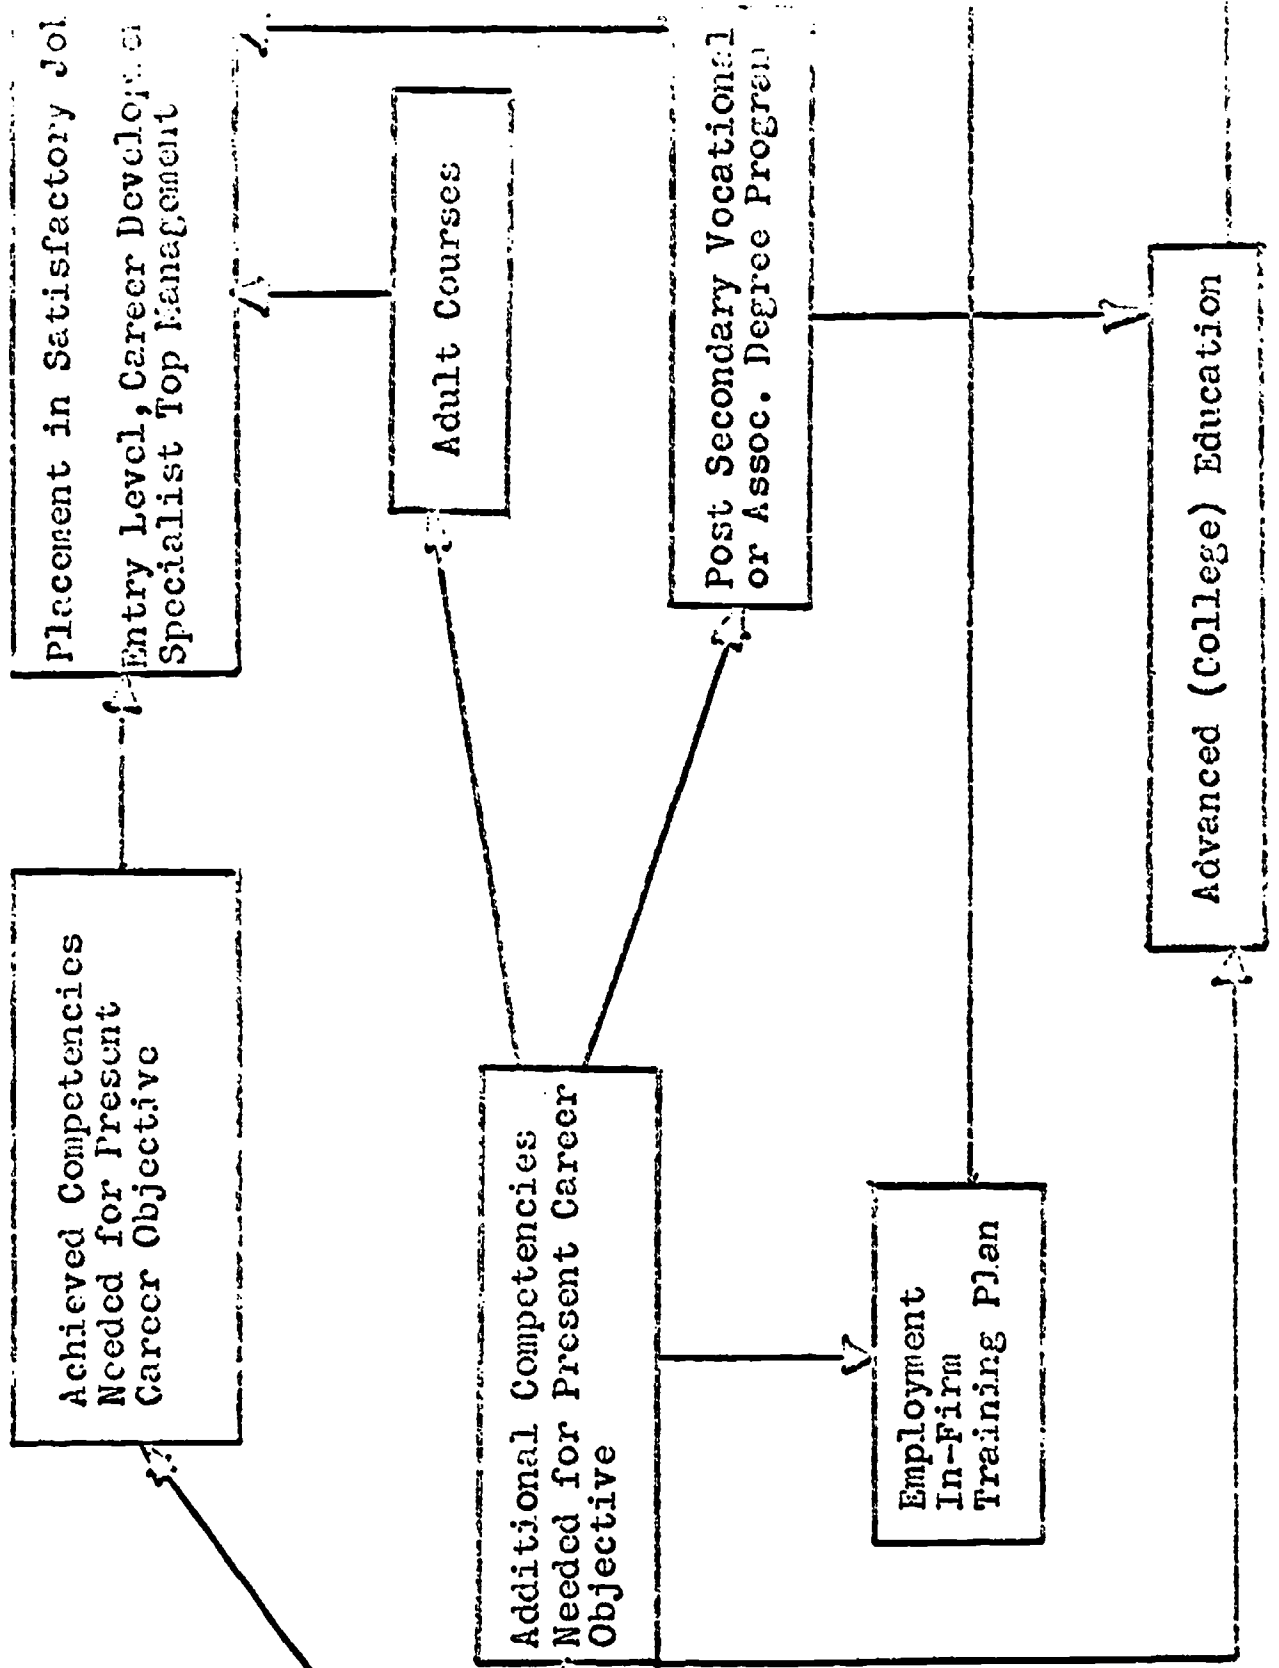 Achieved Competencies
Needed for Present
Career Objective
Placement in Satisfactory
Entry Level, Career
Specialist Top Management
Adult Courses
Additional Competencies
Needed for Present Career
Objective
Post Secondary Vocational
or Assoc. Degree Program
Employment
In-Firm
Training Plan
Advanced (College) Education